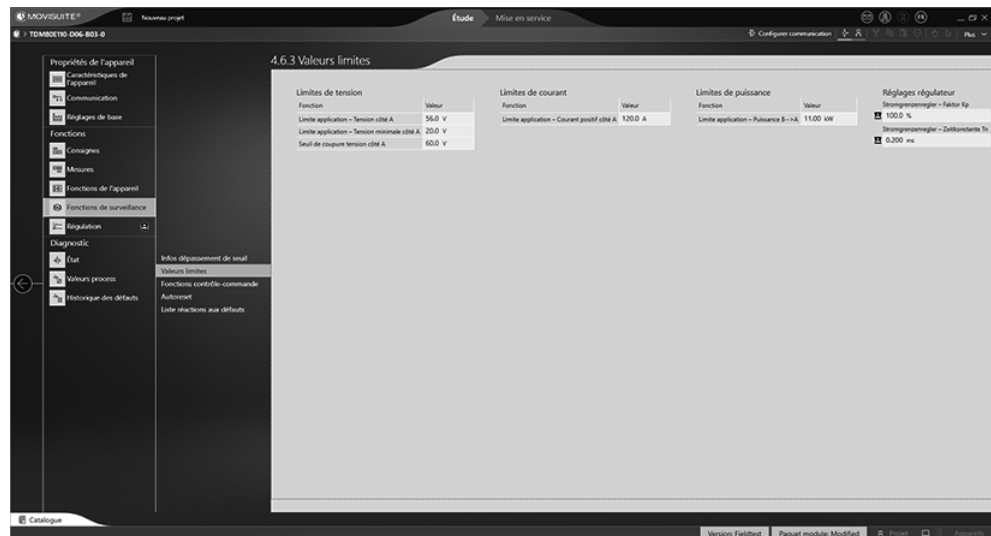 MOVISUITE®
Nouveau projet
Étude
Mise en service
FR
TDM80E110-D06-B03-0
Configurer communication
Plus
Propriétés de l'appareil
Caractéristiques de l'appareil
Communication
Réglages de base
Fonctions
Consignes
Mesures
Fonctions de l'appareil
Fonctions de surveillance
Régulation
Diagnostic
État
Valeurs process
Historique des défauts
Infos dépassement de seuil
Valeurs limites
Fonctions contrôle-commande
Autoreset
Liste réactions aux défauts
4.6.3 Valeurs limites
Limites de tension
Fonction Valeur
Limite application – Tension côté A 56.0 V
Limite application – Tension minimale côté A 20.0 V
Seuil de coupure tension côté A 60.0 V
Limites de courant
Fonction Valeur
Limite application – Courant positif côté A 120.0 A
Limites de puissance
Fonction Valeur
Limite application – Puissance B-->A 11.00 kW
Réglages régulateur
Stromgrenzenregler – Faktor Kp
100.0 %
Stromgrenzenregler – Zeitkonstante Tn
0.200 ms
Catalogue
Version: Fieldtest
Paquet module: Modified
Projet
Appareils